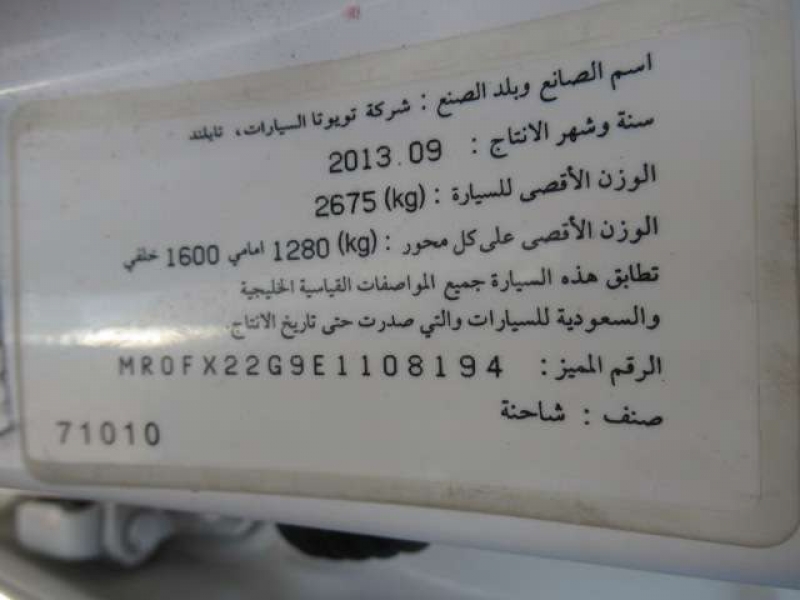 اسم الصانع وبلد الصنع : شركة تويوتا السيارات، تايلند
سنة وشهر الانتاج : 2013.09
الوزن الأقصى للسيارة : 2675 (kg)
الوزن الأقصى على كل محور : 1280 (kg) امامي 1600 خلفي
تطابق هذه السيارة جميع المواصفات القياسية الخليجية
والسعودية للسيارات والتي صدرت حتى تاريخ الانتاج.
الرقم المميز : MR0FX22G9E1108194
صنف : شاحنة
71010